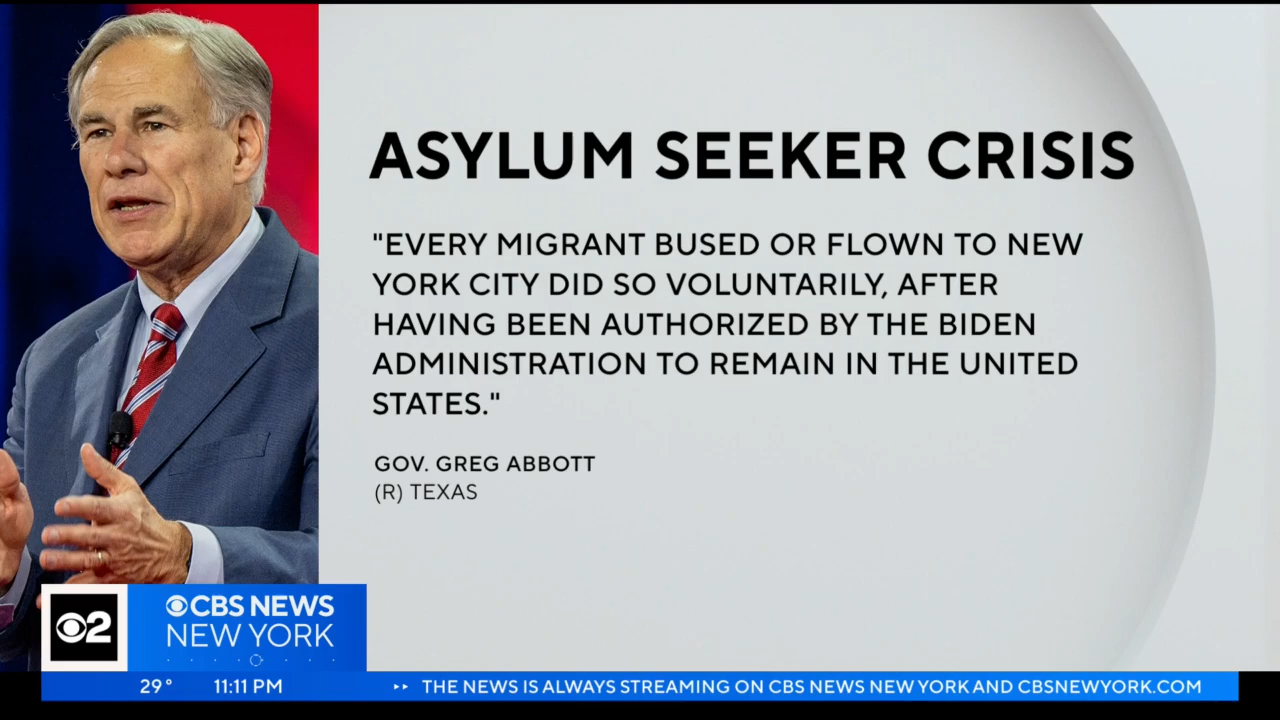 ASYLUM SEEKER CRISIS
"EVERY MIGRANT BUSED OR FLOWN TO NEW
YORK CITY DID SO VOLUNTARILY, AFTER
HAVING BEEN AUTHORIZED BY THE BIDEN
ADMINISTRATION TO REMAIN IN THE UNITED
STATES."
GOV. GREG ABBOTT
(R) TEXAS
2
CBS NEWS
NEW YORK
29° 11:11 PM THE NEWS IS ALWAYS STREAMING ON CBS NEWS NEW YORK AND CBSNEWYORK.COM